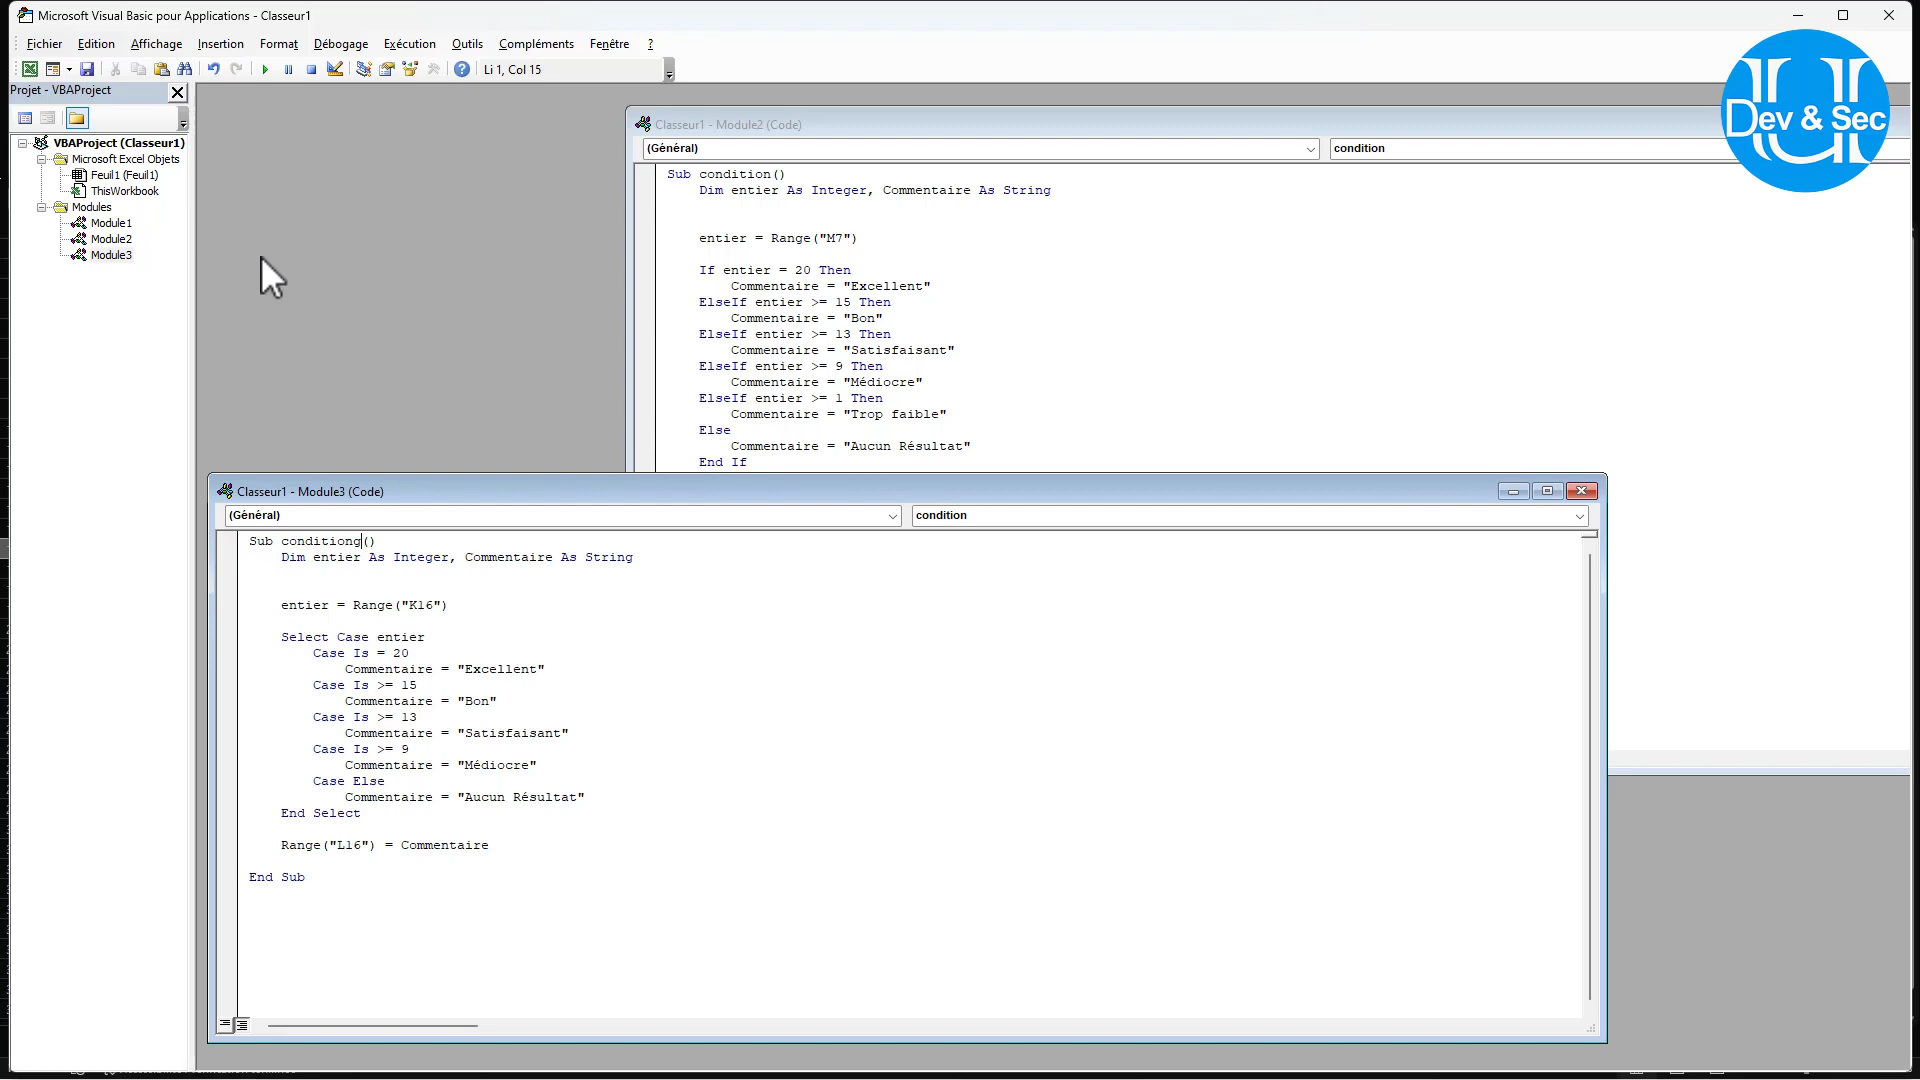 Microsoft Visual Basic pour Applications - Classeur1
Fichier Edition Affichage Insertion Format Débogage Exécution Outils Compléments Fenêtre ?
Li 1, Col 15
Projet - VBAProject
VBAProject (Classeur1)
Microsoft Excel Objets
Feuil1 (Feuil1)
ThisWorkbook
Modules
Module1
Module2
Module3
Dev & Sec
Classeur1 - Module2 (Code)
(Général) condition
Sub condition()
Dim entier As Integer, Commentaire As String
entier = Range("M7")
If entier = 20 Then
Commentaire = "Excellent"
ElseIf entier >= 15 Then
Commentaire = "Bon"
ElseIf entier >= 13 Then
Commentaire = "Satisfaisant"
ElseIf entier >= 9 Then
Commentaire = "Médiocre"
ElseIf entier >= 1 Then
Commentaire = "Trop faible"
Else
Commentaire = "Aucun Résultat"
End If
Classeur1 - Module3 (Code)
(Général) condition
Sub conditiong()
Dim entier As Integer, Commentaire As String
entier = Range("K16")
Select Case entier
Case Is = 20
Commentaire = "Excellent"
Case Is >= 15
Commentaire = "Bon"
Case Is >= 13
Commentaire = "Satisfaisant"
Case Is >= 9
Commentaire = "Médiocre"
Case Else
Commentaire = "Aucun Résultat"
End Select
Range("L16") = Commentaire
End Sub